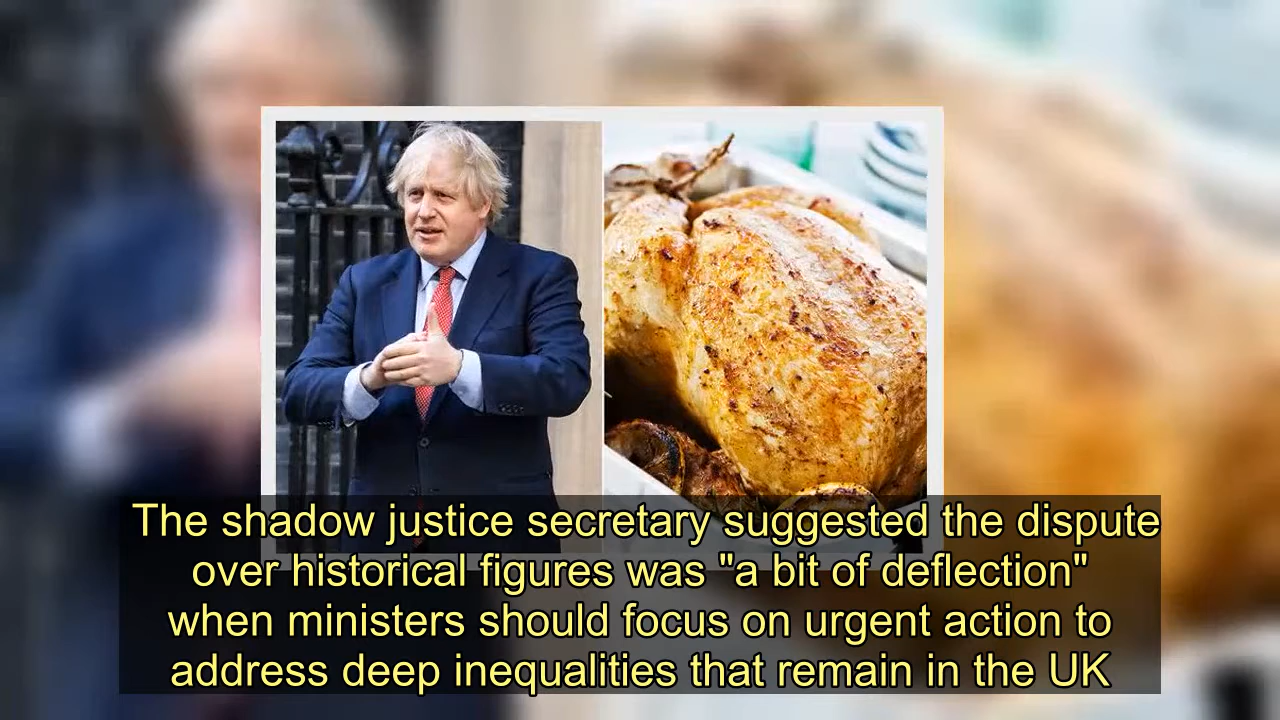 The shadow justice secretary suggested the dispute
over historical figures was "a bit of deflection"
when ministers should focus on urgent action to
address deep inequalities that remain in the UK